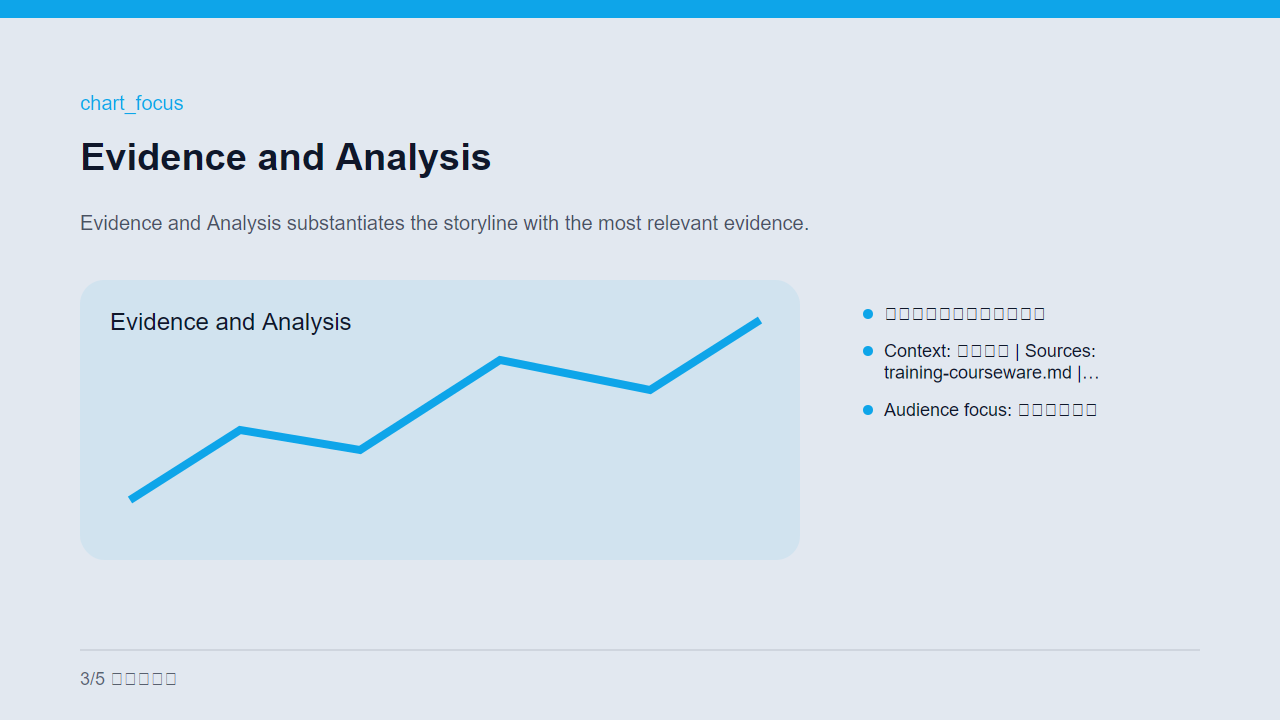 chart_focus
Evidence and Analysis
Evidence and Analysis substantiates the storyline with the most relevant evidence.
Evidence and Analysis
Context: | Sources:
training-courseware.md |…
Audience focus:
3/5